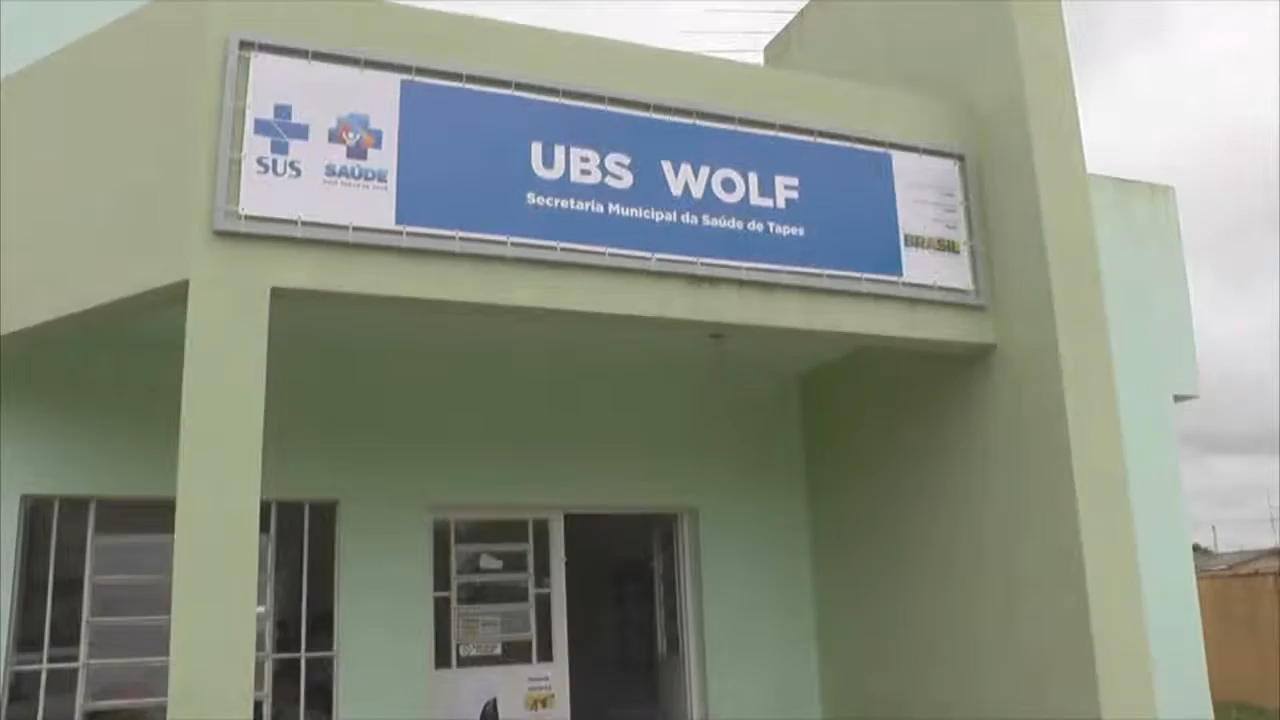 SUS
SAÚDE
UBS WOLF
Secretaria Municipal da Saúde de Tapes
BRASIL